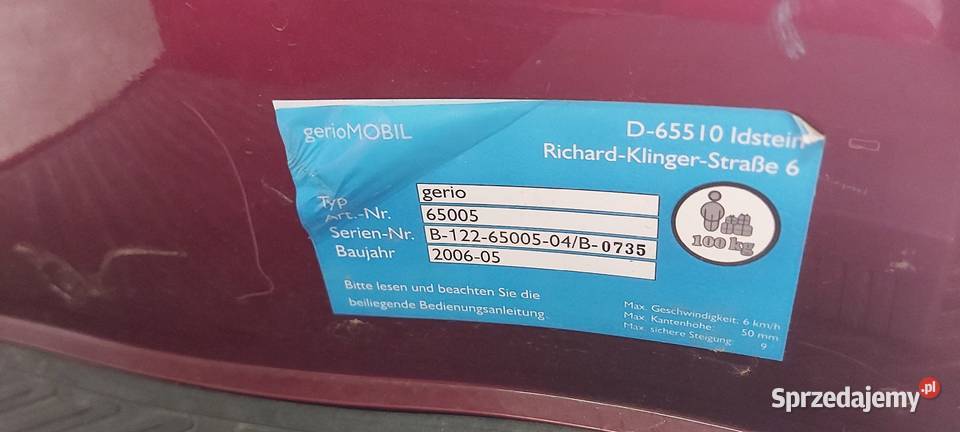 gerioMOBIL
D-65510 Idstein
Richard-Klinger-Straße 6
Typ gerio
Art.-Nr. 65005
Serien-Nr. B-122-65005-04/B-0735
Baujahr 2006-05
100 kg
Bitte lesen und beachten Sie die
beiliegende Bedienungsanleitung.
Max. Geschwindigkeit: 6 km/h
Max. Kantenhöhe: 50 mm
Max. sichere Steigung: 9
Sprzedajemy.pl